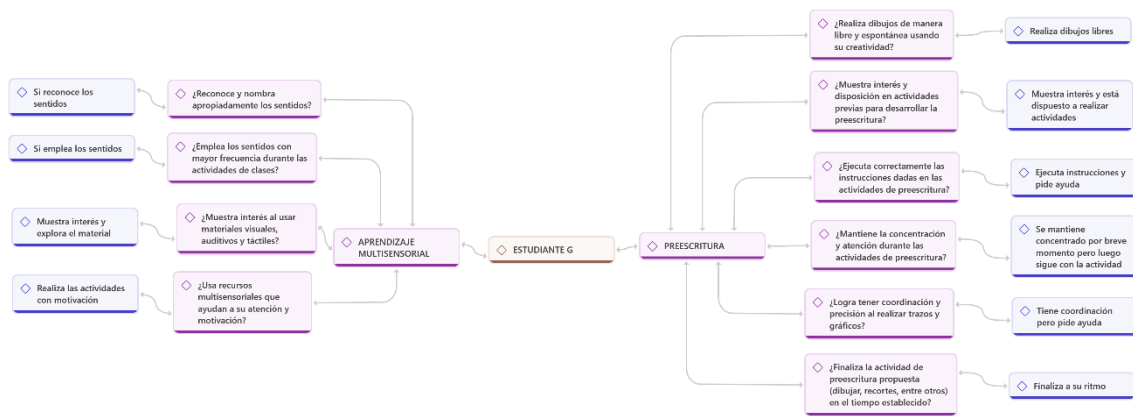 Si reconoce los
sentidos
¿Reconoce y nombra
apropiadamente los sentidos?
Si emplea los sentidos
¿Emplea los sentidos con
mayor frecuencia durante las
actividades de clases?
Muestra interés y
explora el material
¿Muestra interés al usar
materiales visuales,
auditivos y táctiles?
Realiza las actividades
con motivación
¿Usa recursos
multisensoriales que
ayudan a su atención y
motivación?
APRENDIZAJE
MULTISENSORIAL
ESTUDIANTE G
PREESCRITURA
¿Realiza dibujos de manera
libre y espontánea usando
su creatividad?
Realiza dibujos libres
¿Muestra interés y
disposición en actividades
previas para desarrollar la
preescritura?
Muestra interés y está
dispuesto a realizar
actividades
¿Ejecuta correctamente las
instrucciones dadas en las
actividades de preescritura?
Ejecuta instrucciones y
pide ayuda
¿Mantiene la concentración
y atención durante las
actividades de preescritura?
Se mantiene
concentrado por breve
momento pero luego
sigue con la actividad
¿Logra tener coordinación y
precisión al realizar trazos y
gráficos?
Tiene coordinación
pero pide ayuda
¿Finaliza la actividad de
preescritura propuesta
(dibujar, recortes, entre otros)
en el tiempo establecido?
Finaliza a su ritmo